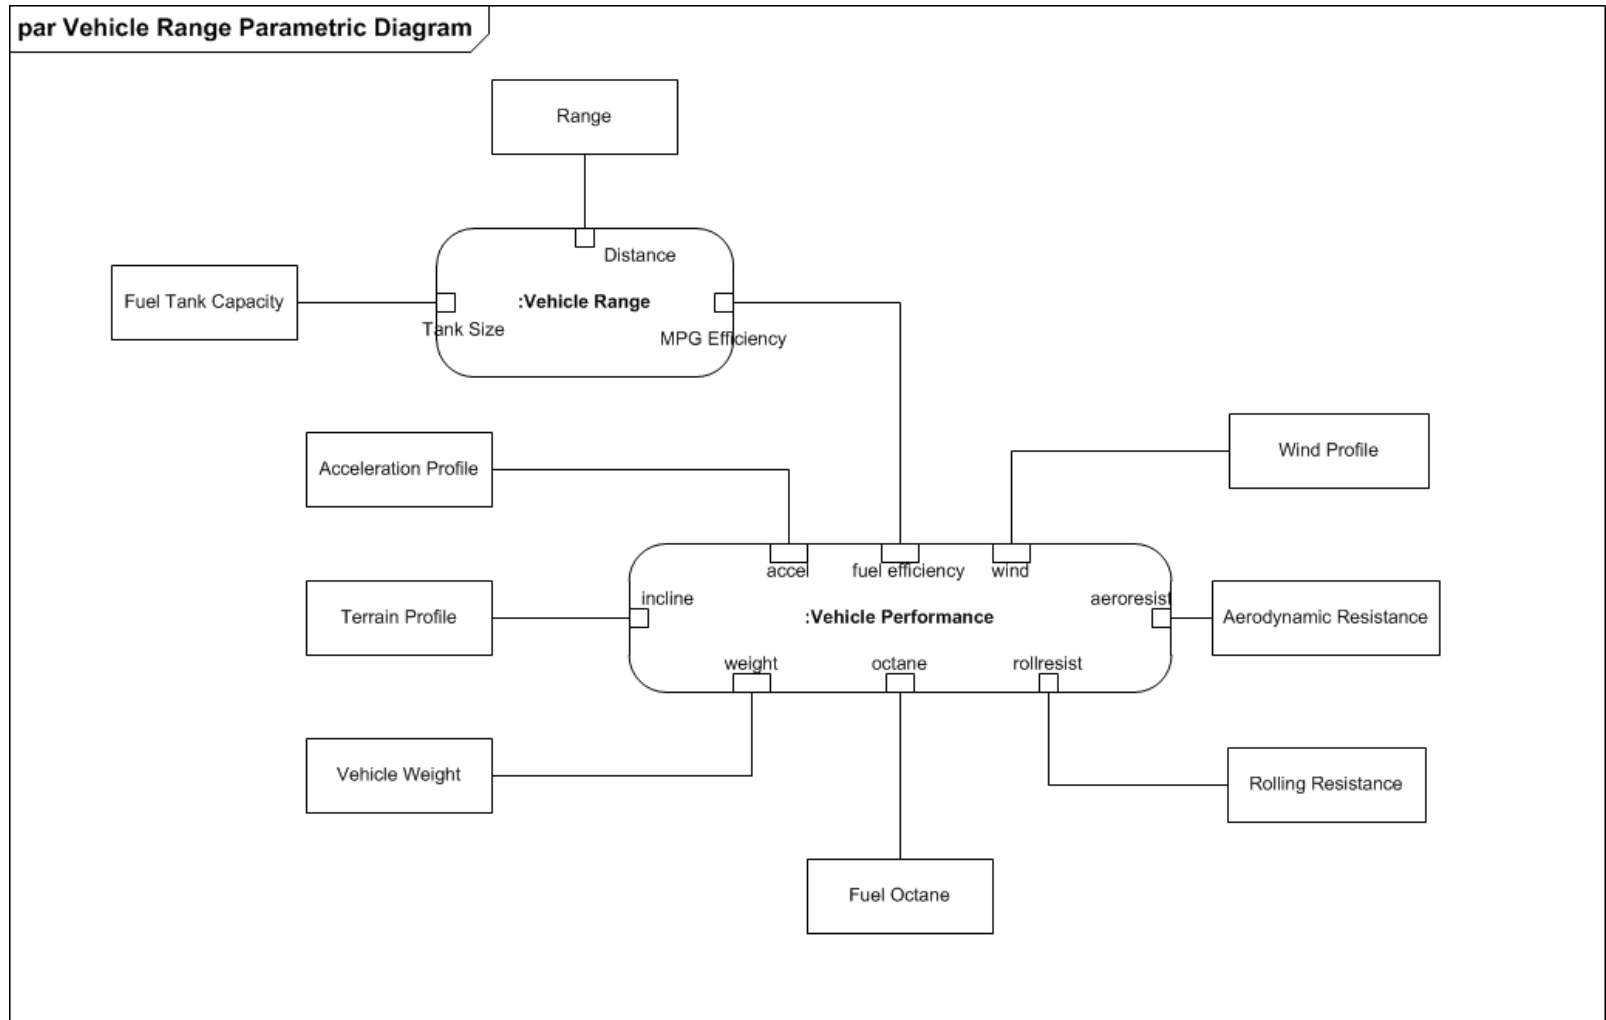 par Vehicle Range Parametric Diagram
Range
Distance
Fuel Tank Capacity
:Vehicle Range
Tank Size
MPG Efficiency
Acceleration Profile
Wind Profile
accel
fuel efficiency
wind
incline
aeroresist
Terrain Profile
:Vehicle Performance
Aerodynamic Resistance
weight
octane
rollresist
Vehicle Weight
Rolling Resistance
Fuel Octane